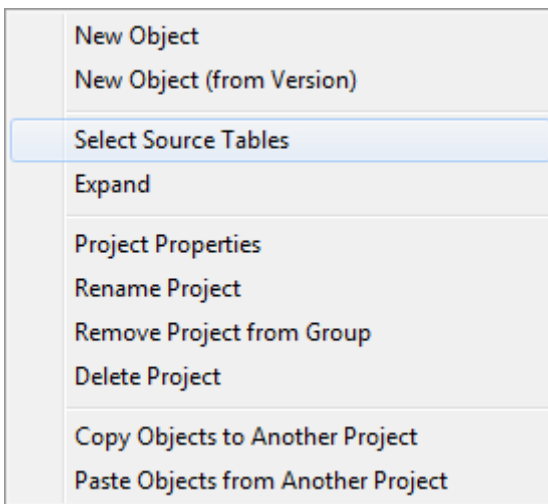 New Object
New Object (from Version)
Select Source Tables
Expand
Project Properties
Rename Project
Remove Project from Group
Delete Project
Copy Objects to Another Project
Paste Objects from Another Project